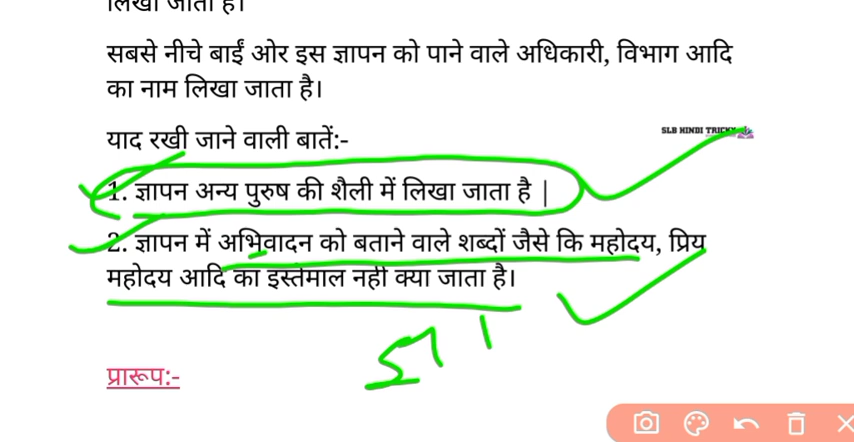 लिखा जाता है।
सबसे नीचे बाईं ओर इस ज्ञापन को पाने वाले अधिकारी, विभाग आदि
का नाम लिखा जाता है।
SLB HINDI TRICKY
याद रखी जाने वाली बातें:-
1. ज्ञापन अन्य पुरुष की शैली में लिखा जाता है |
2. ज्ञापन में अभिवादन को बताने वाले शब्दों जैसे कि महोदय, प्रिय
महोदय आदि का इस्तेमाल नही क्या जाता है।
प्रारूप:-